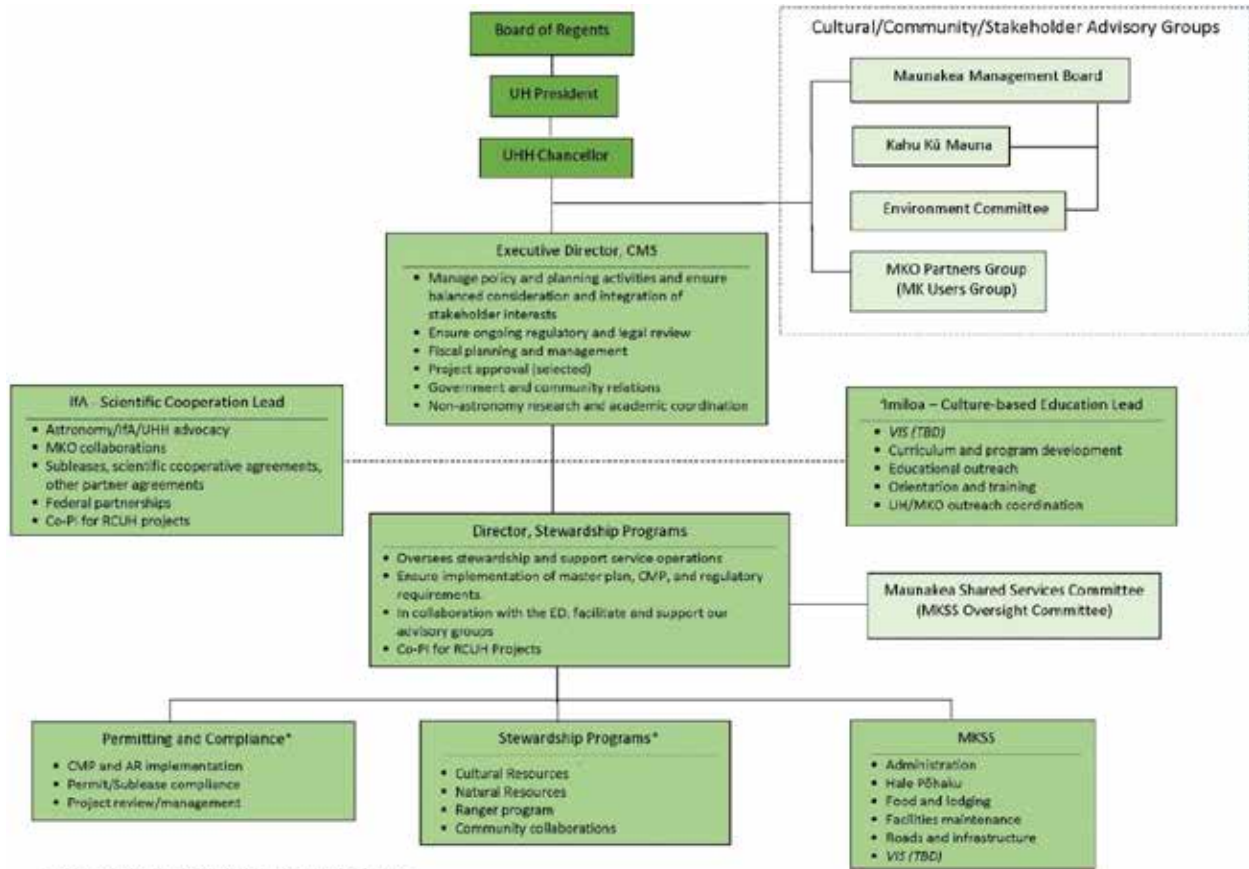 Board of Regents
UH President
UHH Chancellor
Cultural/Community/Stakeholder Advisory Groups
Maunakea Management Board
Kahu Kū Mauna
Environment Committee
MKO Partners Group
(MK Users Group)
Executive Director, CMS
▪ Manage policy and planning activities and ensure
balanced consideration and integration of
stakeholder interests
▪ Ensure ongoing regulatory and legal review
▪ Fiscal planning and management
▪ Project approval (selected)
▪ Government and community relations
▪ Non-astronomy research and academic coordination
IfA - Scientific Cooperation Lead
▪ Astronomy/IfA/UHH advocacy
▪ MKO collaborations
▪ Subleases, scientific cooperative agreements,
other partner agreements
▪ Federal partnerships
▪ Co-PI for RCUH projects
ʻImiloa – Culture-based Education Lead
▪ VIS (TBD)
▪ Curriculum and program development
▪ Educational outreach
▪ Orientation and training
▪ UH/MKO outreach coordination
Director, Stewardship Programs
▪ Oversees stewardship and support service operations
▪ Ensure implementation of master plan, CMP, and regulatory
requirements.
▪ In collaboration with the ED, facilitate and support our
advisory groups
▪ Co-PI for RCUH Projects
Maunakea Shared Services Committee
(MKSS Oversight Committee)
Permitting and Compliance*
▪ CMP and AR implementation
▪ Permit/Sublease compliance
▪ Project review/management
Stewardship Programs*
▪ Cultural Resources
▪ Natural Resources
▪ Ranger program
▪ Community collaborations
MKSS
▪ Administration
▪ Hale Pōhaku
▪ Food and lodging
▪ Facilities maintenance
▪ Roads and infrastructure
▪ VIS (TBD)